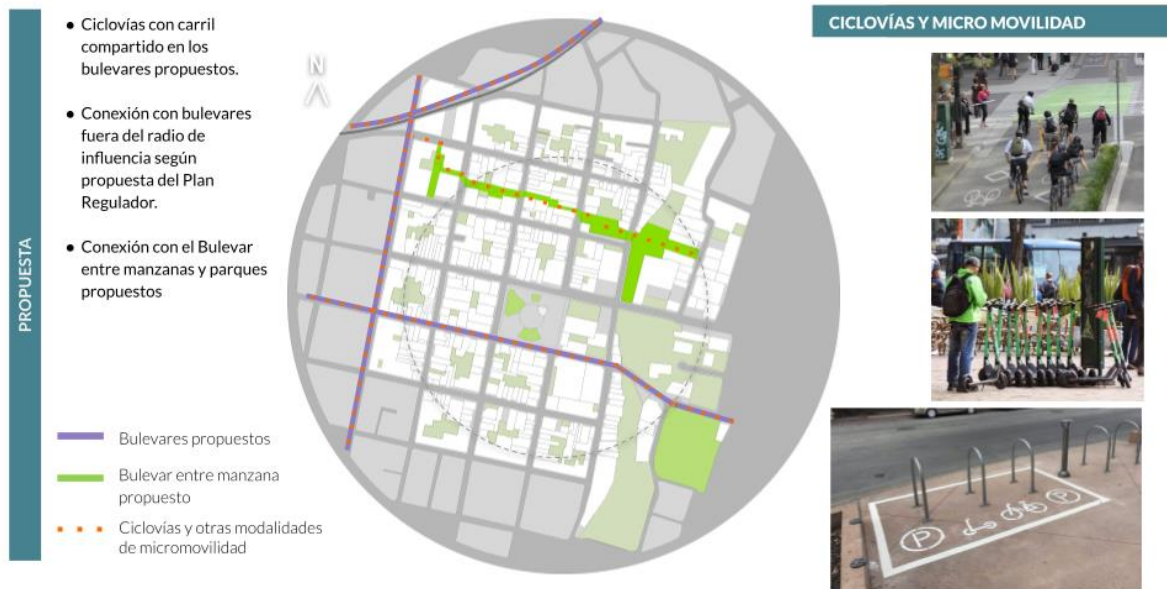 PROPUESTA
● Ciclovías con carril
compartido en los
bulevares propuestos.
● Conexión con bulevares
fuera del radio de
influencia según
propuesta del Plan
Regulador.
● Conexión con el Bulevar
entre manzanas y parques
propuestos
Bulevares propuestos
Bulevar entre manzana
propuesto
Ciclovías y otras modalidades
de micromovilidad
N
CICLOVÍAS Y MICRO MOVILIDAD
P
P